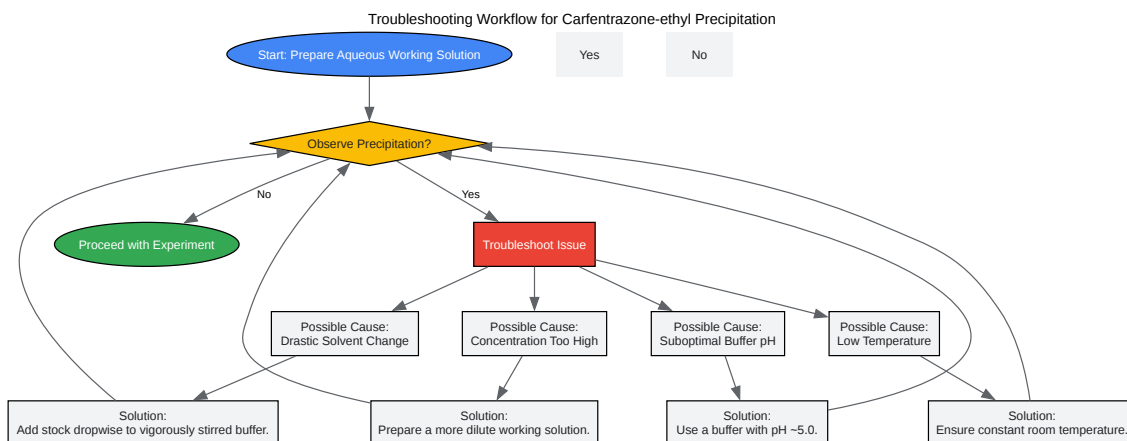 Troubleshooting Workflow for Carfentrazone-ethyl Precipitation
Start: Prepare Aqueous Working Solution
Yes
No
Observe Precipitation?
No
Yes
Proceed with Experiment
Troubleshoot Issue
Possible Cause:
Drastic Solvent Change
Possible Cause:
Concentration Too High
Possible Cause:
Suboptimal Buffer pH
Possible Cause:
Low Temperature
Solution:
Add stock dropwise to vigorously stirred buffer.
Solution:
Prepare a more dilute working solution.
Solution:
Use a buffer with pH ~5.0.
Solution:
Ensure constant room temperature.